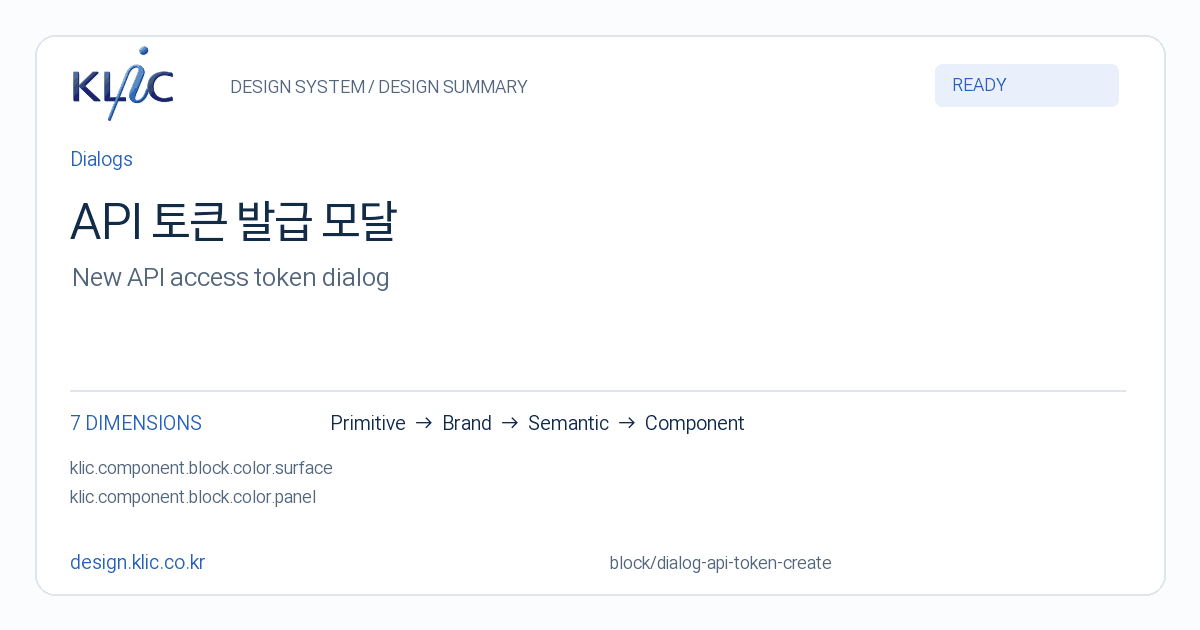 KLiC
DESIGN SYSTEM / DESIGN SUMMARY
READY
Dialogs
API 토큰 발급 모달
New API access token dialog
7 DIMENSIONS
Primitive → Brand → Semantic → Component
klic.component.block.color.surface
klic.component.block.color.panel
design.klic.co.kr
block/dialog-api-token-create